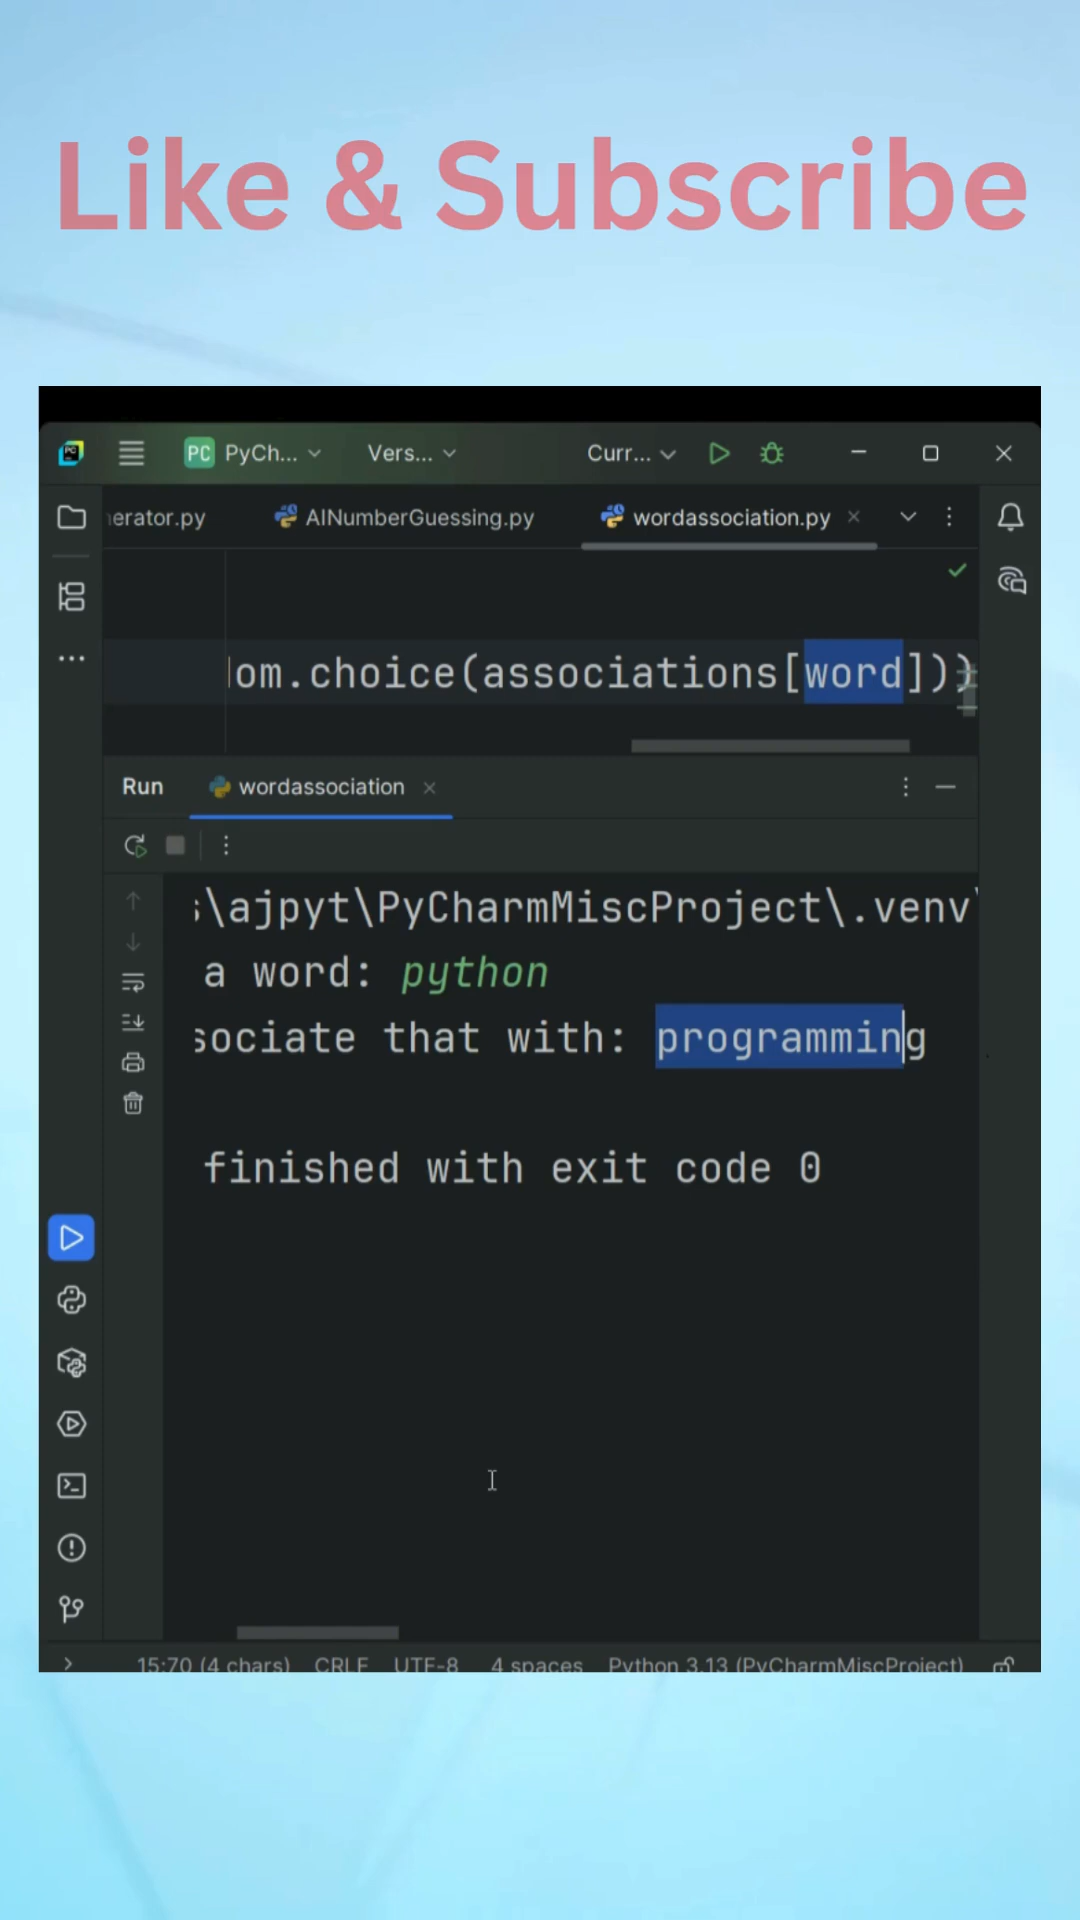 Like & Subscribe
PC PyCh... Vers... Curr...
erator.py AINumberGuessing.py wordassociation.py
om.choice(associations[word]))
Run wordassociation
\ajpyt\PyCharmMiscProject\.venv
a word: python
sociate that with: programming
finished with exit code 0
15:70 (4 chars) CRLF UTF-8 4 spaces Python 3.13 (PyCharmMiscProject)